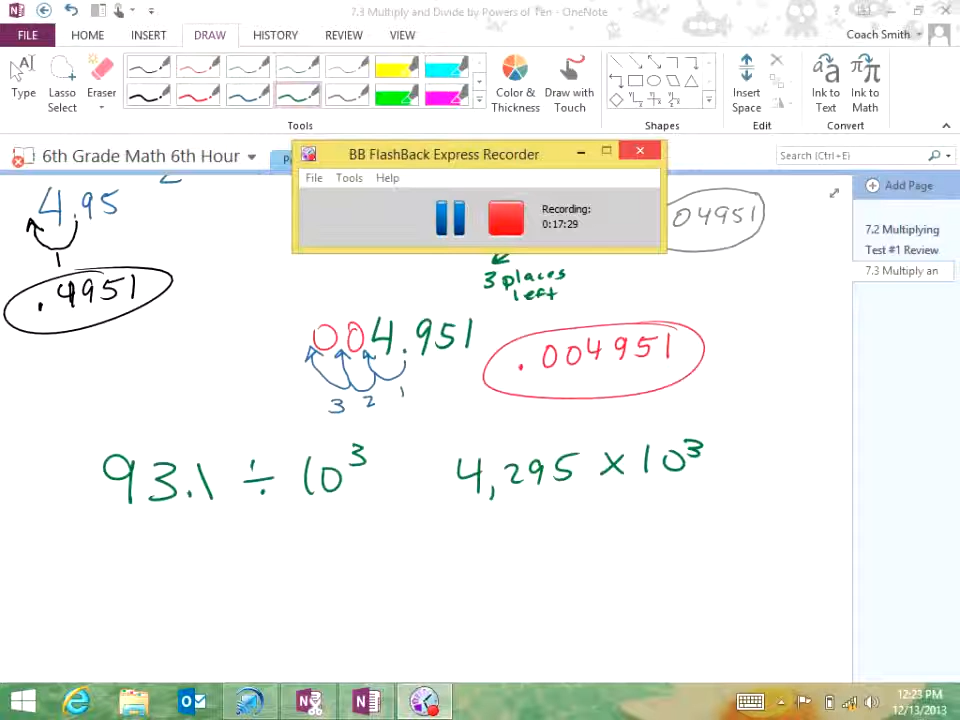 7.3 Multiply and Divide by Powers of Ten - OneNote
FILE HOME INSERT DRAW HISTORY REVIEW VIEW Coach Smith
Type Lasso Select Eraser
Color & Thickness Draw with Touch
Insert Space
Ink to Text Ink to Math
Tools Shapes Edit Convert
6th Grade Math 6th Hour
Search (Ctrl+E)
BB FlashBack Express Recorder
File Tools Help
Recording:
0:17:29
Add Page
7.2 Multiplying
Test #1 Review
7.3 Multiply an
4.95
1
.4951
04951
3 places
left
004.951
3 2 1
.004951
93.1 ÷ 10³
4,295 × 10³
12:23 PM
12/13/2013